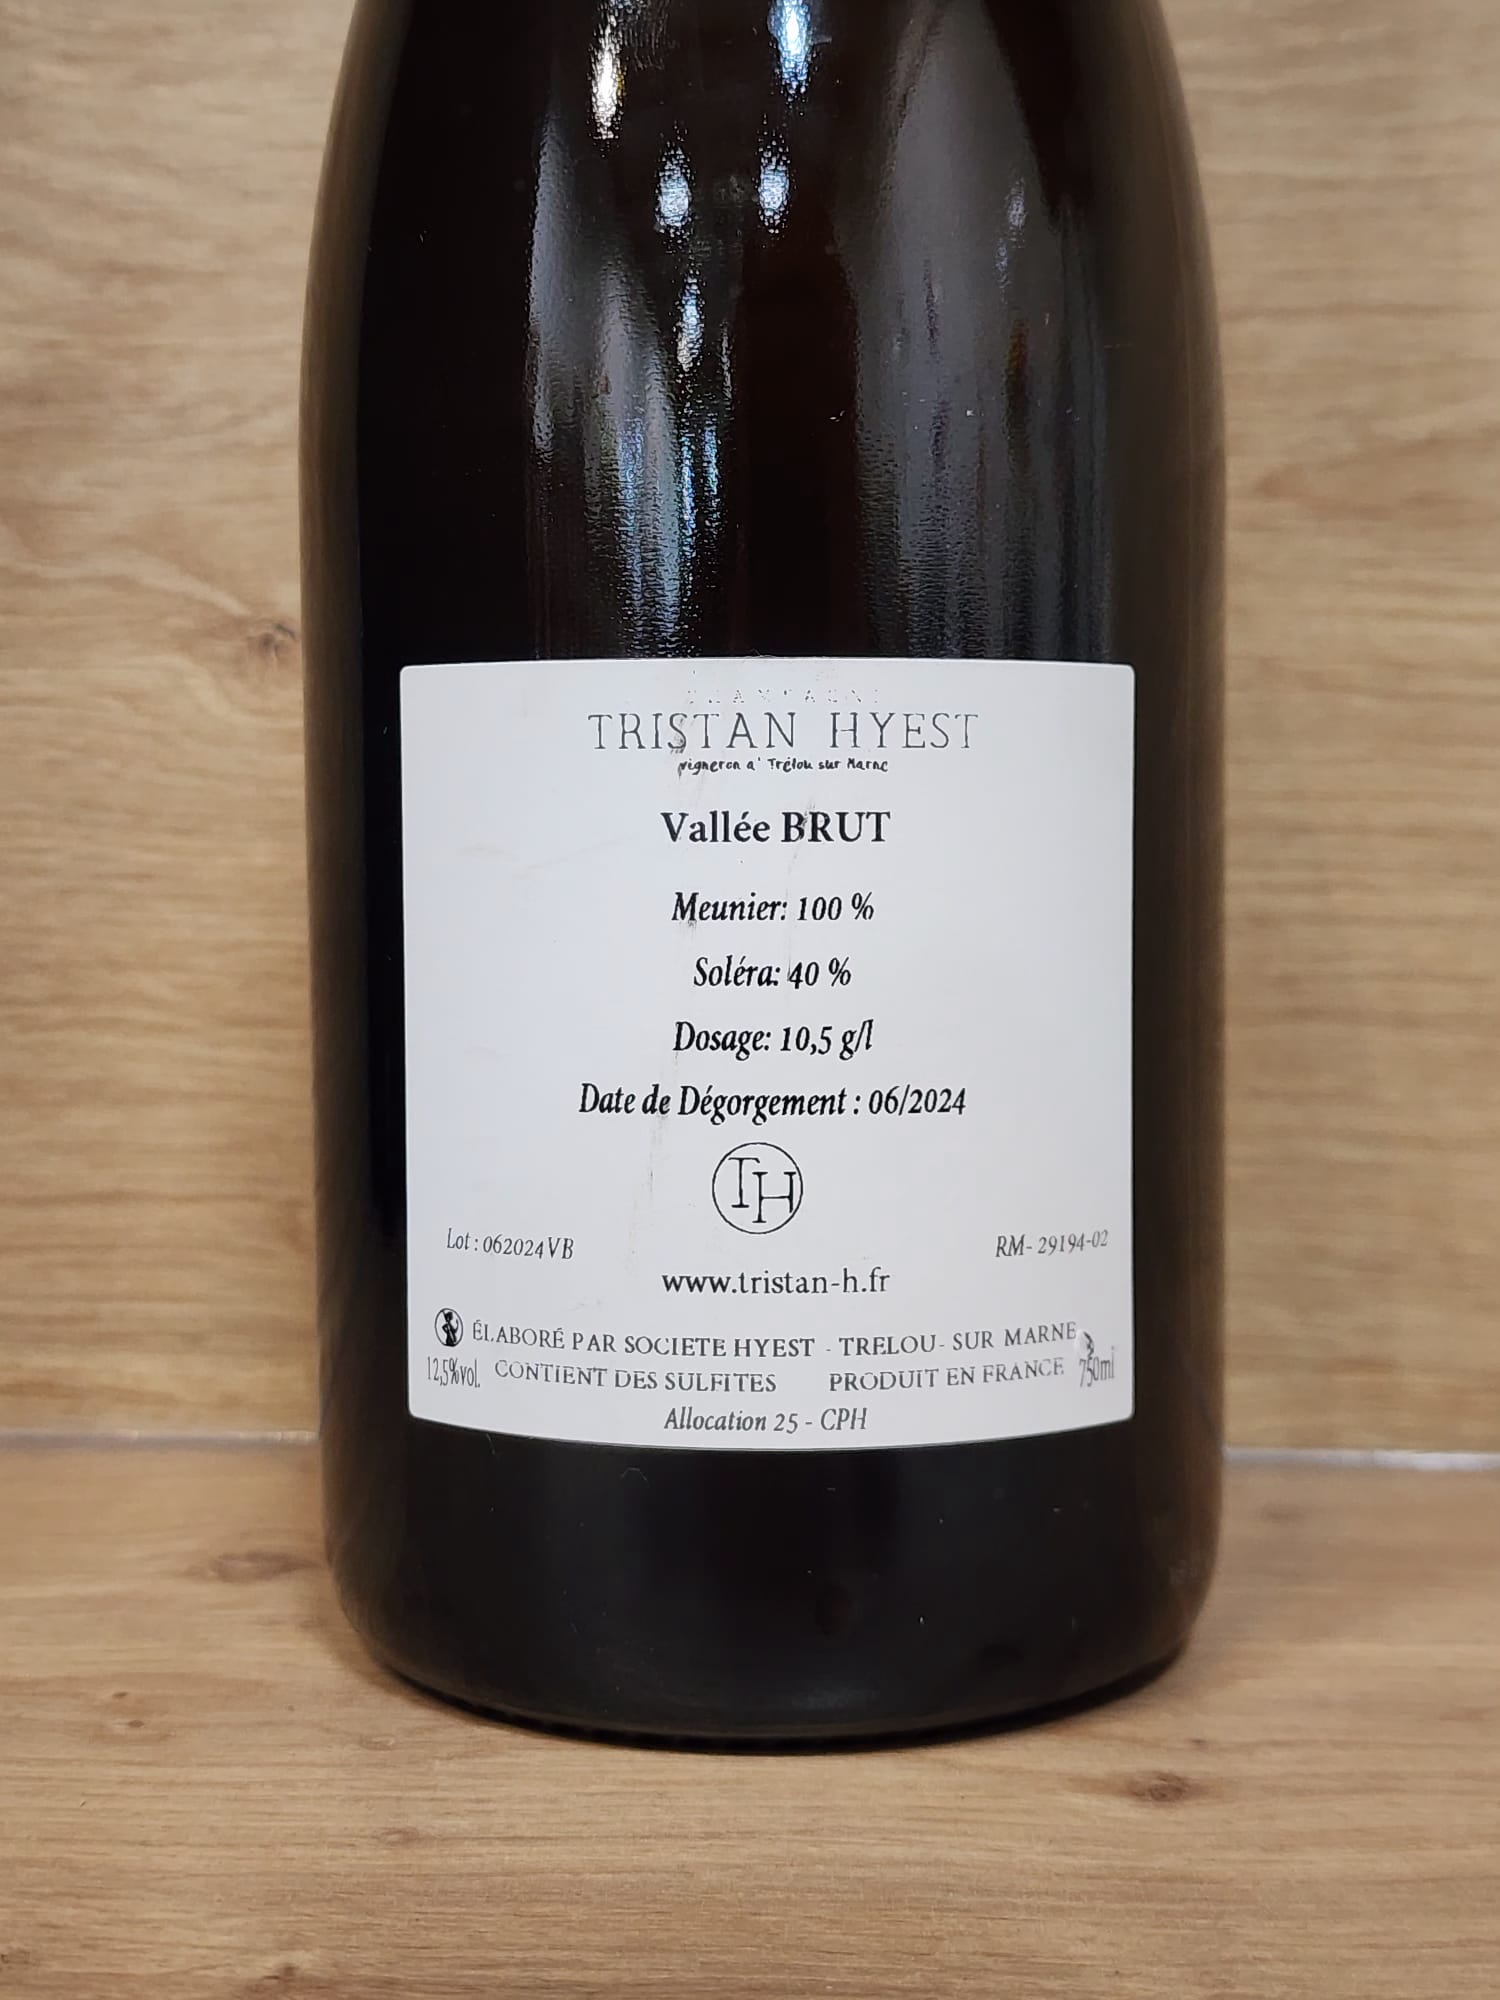 CHAMPAGNE
TRISTAN HYEST
vigneron a' Trélou sur Marne
Vallée BRUT
Meunier: 100 %
Soléra: 40 %
Dosage: 10,5 g/l
Date de Dégorgement : 06/2024
TH
Lot : 062024VB
RM- 29194-02
www.tristan-h.fr
ÉLABORÉ PAR SOCIETE HYEST - TRELOU- SUR MARNE
12,5%vol. CONTIENT DES SULFITES PRODUIT EN FRANCE 750ml
Allocation 25 - CPH